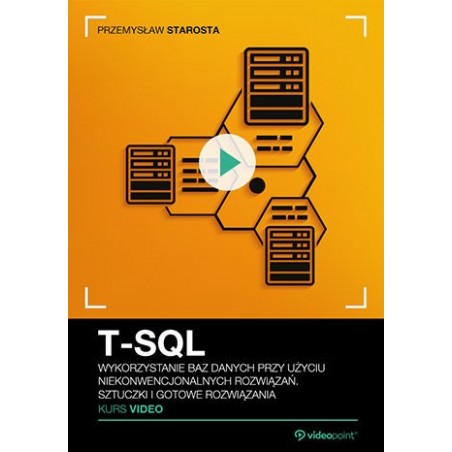 PRZEMYSŁAW STAROSTA
T-SQL
WYKORZYSTANIE BAZ DANYCH PRZY UŻYCIU
NIEKONWENCJONALNYCH ROZWIĄZAŃ.
SZTUCZKI I GOTOWE ROZWIĄZANIA
KURS VIDEO
videopoint